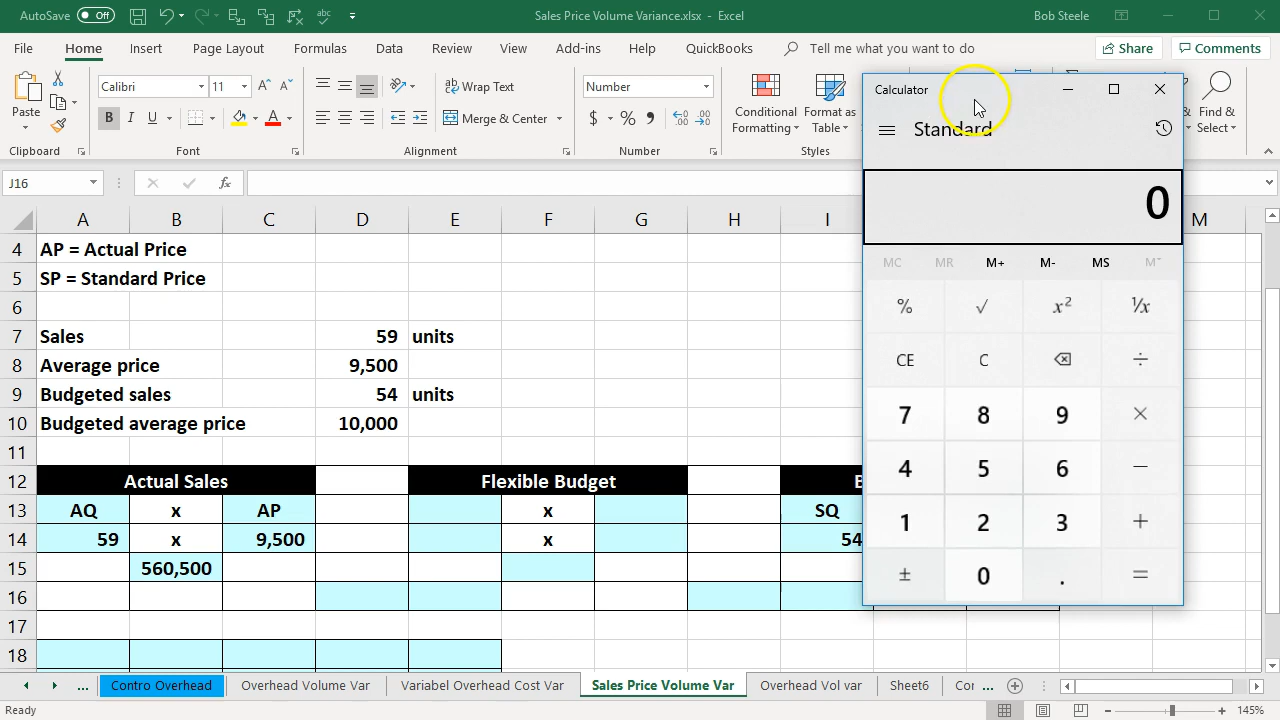 AutoSave Off Sales Price Volume Variance.xlsx - Excel Bob Steele
File Home Insert Page Layout Formulas Data Review View Add-ins Help QuickBooks Tell me what you want to do Share Comments
Paste Calibri 11 A A Wrap Text Number Conditional Formatting Format as Table Find & Select
B I U A Merge & Center $ % ,
Clipboard Font Alignment Number Styles
J16 fx
A B C D E F G H I M
4 AP = Actual Price
5 SP = Standard Price
6
7 Sales 59 units
8 Average price 9,500
9 Budgeted sales 54 units
10 Budgeted average price 10,000
11
12 Actual Sales Flexible Budget
13 AQ x AP x SQ
14 59 x 9,500 x 54
15 560,500
16
17
18
Calculator
Standard
0
MC MR M+ M- MS M˅
% √ x² ¹/x
CE C ÷
7 8 9 ×
4 5 6 −
1 2 3 +
± 0 . =
... Contro Overhead Overhead Volume Var Variabel Overhead Cost Var Sales Price Volume Var Overhead Vol var Sheet6 Cor ...
Ready 145%